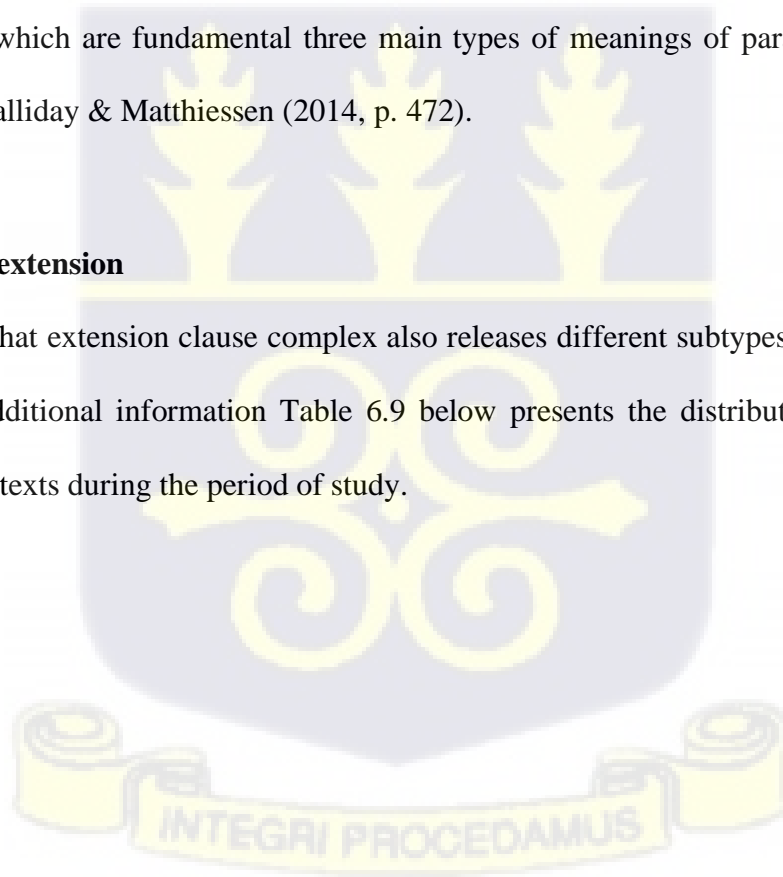 which are fundamental three main types of meanings of par
alliday & Matthiessen (2014, p. 472).
extension
hat extension clause complex also releases different subtypes
dditional information Table 6.9 below presents the distribut
texts during the period of study.
INTEGRI PROCEDAMUS